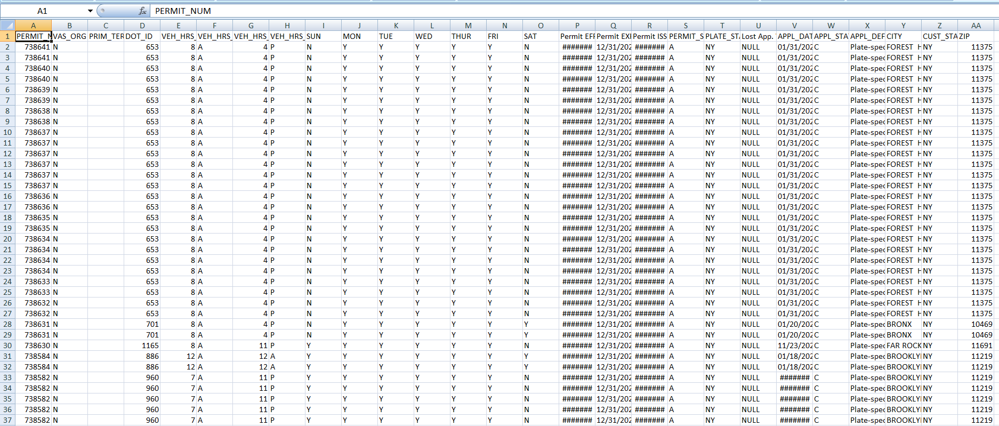 A1 fx PERMIT_NUM
A B C D E F G H I J K L M N O P Q R S T U V W X Y Z AA
1 PERMIT_N VAS_ORG PRIM_TER DOT_ID VEH_HRS_ VEH_HRS_ VEH_HRS_ VEH_HRS_ SUN MON TUE WED THUR FRI SAT Permit EFF Permit EXP Permit ISS PERMIT_S PLATE_STA Lost App. APPL_DAT APPL_STA APPL_DEF CITY CUST_STA ZIP
2 738641 N 653 8 A 4 P N Y Y Y Y Y N ####### 12/31/202 ####### A NY NULL 01/31/202 C Plate-spec FOREST H NY 11375
3 738641 N 653 8 A 4 P N Y Y Y Y Y N ####### 12/31/202 ####### A NY NULL 01/31/202 C Plate-spec FOREST H NY 11375
4 738640 N 653 8 A 4 P N Y Y Y Y Y N ####### 12/31/202 ####### A NY NULL 01/31/202 C Plate-spec FOREST H NY 11375
5 738640 N 653 8 A 4 P N Y Y Y Y Y N ####### 12/31/202 ####### A NY NULL 01/31/202 C Plate-spec FOREST H NY 11375
6 738639 N 653 8 A 4 P N Y Y Y Y Y N ####### 12/31/202 ####### A NY NULL 01/31/202 C Plate-spec FOREST H NY 11375
7 738639 N 653 8 A 4 P N Y Y Y Y Y N ####### 12/31/202 ####### A NY NULL 01/31/202 C Plate-spec FOREST H NY 11375
8 738638 N 653 8 A 4 P N Y Y Y Y Y N ####### 12/31/202 ####### A NY NULL 01/31/202 C Plate-spec FOREST H NY 11375
9 738638 N 653 8 A 4 P N Y Y Y Y Y N ####### 12/31/202 ####### A NY NULL 01/31/202 C Plate-spec FOREST H NY 11375
10 738637 N 653 8 A 4 P N Y Y Y Y Y N ####### 12/31/202 ####### A NY NULL 01/31/202 C Plate-spec FOREST H NY 11375
11 738637 N 653 8 A 4 P N Y Y Y Y Y N ####### 12/31/202 ####### A NY NULL 01/31/202 C Plate-spec FOREST H NY 11375
12 738637 N 653 8 A 4 P N Y Y Y Y Y N ####### 12/31/202 ####### A NY NULL 01/31/202 C Plate-spec FOREST H NY 11375
13 738637 N 653 8 A 4 P N Y Y Y Y Y N ####### 12/31/202 ####### A NY NULL 01/31/202 C Plate-spec FOREST H NY 11375
14 738637 N 653 8 A 4 P N Y Y Y Y Y N ####### 12/31/202 ####### A NY NULL 01/31/202 C Plate-spec FOREST H NY 11375
15 738637 N 653 8 A 4 P N Y Y Y Y Y N ####### 12/31/202 ####### A NY NULL 01/31/202 C Plate-spec FOREST H NY 11375
16 738636 N 653 8 A 4 P N Y Y Y Y Y N ####### 12/31/202 ####### A NY NULL 01/31/202 C Plate-spec FOREST H NY 11375
17 738636 N 653 8 A 4 P N Y Y Y Y Y N ####### 12/31/202 ####### A NY NULL 01/31/202 C Plate-spec FOREST H NY 11375
18 738635 N 653 8 A 4 P N Y Y Y Y Y N ####### 12/31/202 ####### A NY NULL 01/31/202 C Plate-spec FOREST H NY 11375
19 738635 N 653 8 A 4 P N Y Y Y Y Y N ####### 12/31/202 ####### A NY NULL 01/31/202 C Plate-spec FOREST H NY 11375
20 738634 N 653 8 A 4 P N Y Y Y Y Y N ####### 12/31/202 ####### A NY NULL 01/31/202 C Plate-spec FOREST H NY 11375
21 738634 N 653 8 A 4 P N Y Y Y Y Y N ####### 12/31/202 ####### A NY NULL 01/31/202 C Plate-spec FOREST H NY 11375
22 738634 N 653 8 A 4 P N Y Y Y Y Y N ####### 12/31/202 ####### A NY NULL 01/31/202 C Plate-spec FOREST H NY 11375
23 738634 N 653 8 A 4 P N Y Y Y Y Y N ####### 12/31/202 ####### A NY NULL 01/31/202 C Plate-spec FOREST H NY 11375
24 738633 N 653 8 A 4 P N Y Y Y Y Y N ####### 12/31/202 ####### A NY NULL 01/31/202 C Plate-spec FOREST H NY 11375
25 738633 N 653 8 A 4 P N Y Y Y Y Y N ####### 12/31/202 ####### A NY NULL 01/31/202 C Plate-spec FOREST H NY 11375
26 738632 N 653 8 A 4 P N Y Y Y Y Y N ####### 12/31/202 ####### A NY NULL 01/31/202 C Plate-spec FOREST H NY 11375
27 738632 N 653 8 A 4 P N Y Y Y Y Y N ####### 12/31/202 ####### A NY NULL 01/31/202 C Plate-spec FOREST H NY 11375
28 738631 N 701 8 A 4 P N Y Y Y Y Y Y ####### 12/31/202 ####### A NY NULL 01/20/202 C Plate-spec BRONX NY 10469
29 738631 N 701 8 A 4 P N Y Y Y Y Y Y ####### 12/31/202 ####### A NY NULL 01/20/202 C Plate-spec BRONX NY 10469
30 738630 N 1165 8 A 11 P Y Y Y Y Y Y N ####### 12/31/202 ####### A NY NULL 11/23/202 C Plate-spec FAR ROCK NY 11691
31 738584 N 886 12 A 12 A Y Y Y Y Y Y Y ####### 12/31/202 ####### A NY NULL 01/18/202 C Plate-spec BROOKLY NY 11219
32 738584 N 886 12 A 12 A Y Y Y Y Y Y Y ####### 12/31/202 ####### A NY NULL 01/18/202 C Plate-spec BROOKLY NY 11219
33 738582 N 960 7 A 11 P Y Y Y Y Y Y N ####### 12/31/202 ####### A NY NULL ####### C Plate-spec BROOKLY NY 11219
34 738582 N 960 7 A 11 P Y Y Y Y Y Y N ####### 12/31/202 ####### A NY NULL ####### C Plate-spec BROOKLY NY 11219
35 738582 N 960 7 A 11 P Y Y Y Y Y Y N ####### 12/31/202 ####### A NY NULL ####### C Plate-spec BROOKLY NY 11219
36 738582 N 960 7 A 11 P Y Y Y Y Y Y N ####### 12/31/202 ####### A NY NULL ####### C Plate-spec BROOKLY NY 11219
37 738582 N 960 7 A 11 P Y Y Y Y Y Y N ####### 12/31/202 ####### A NY NULL ####### C Plate-spec BROOKLY NY 11219